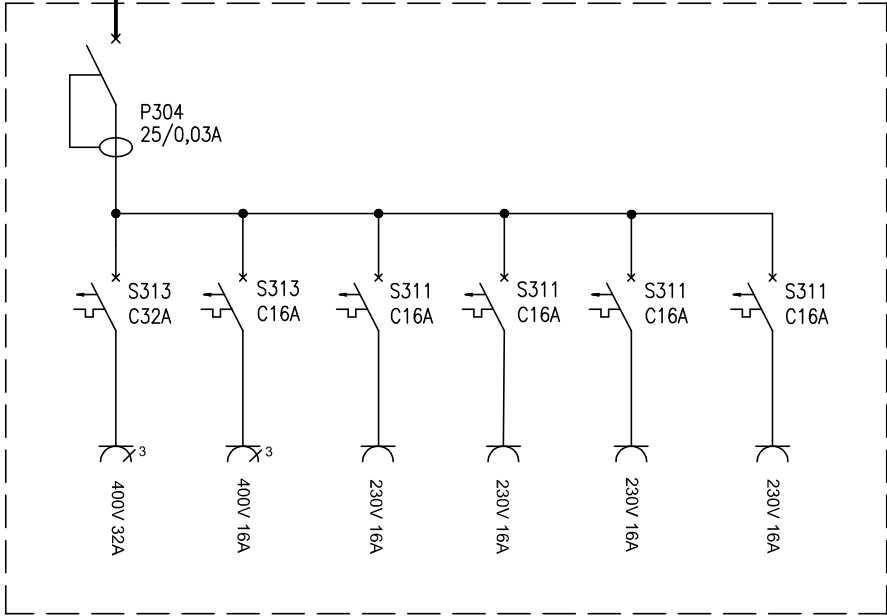 P304
25/0,03A
S313
C32A
S313
C16A
S311
C16A
S311
C16A
S311
C16A
S311
C16A
3
3
400V 32A
400V 16A
230V 16A
230V 16A
230V 16A
230V 16A